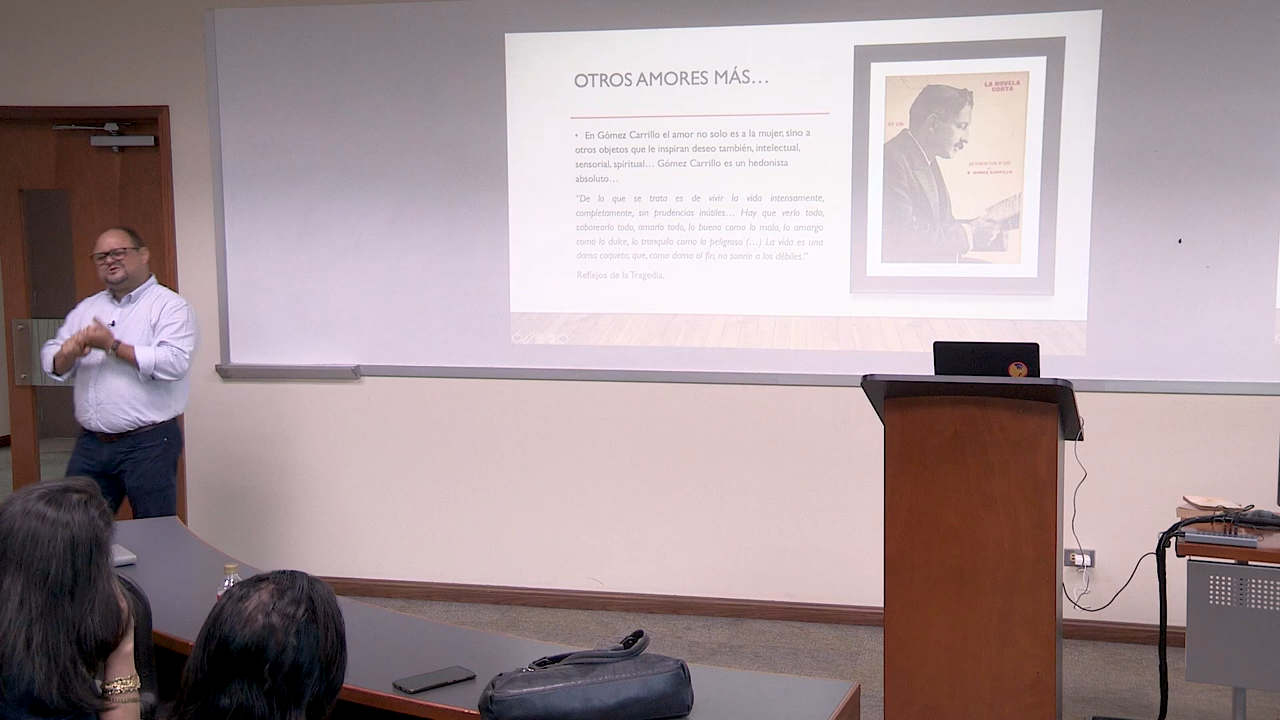 OTROS AMORES MÁS...
• En Gómez Carrillo el amor no solo es a la mujer, sino a
otros objetos que le inspiran deseo también, intelectual,
sensorial, spiritual... Gómez Carrillo es un hedonista
absoluto...
"De lo que se trata es de vivir la vida intensamente,
completamente, sin prudencias inútiles... Hay que verlo todo,
saborearlo todo, amarlo todo, lo bueno como lo malo, lo amargo
como lo dulce, lo tranquilo como lo peligroso (...) La vida es una
dama coqueta, que, como dama al fin, no sonríe a los débiles."
Reflejos de la Tragedia.
LA NOVELA
CORTA